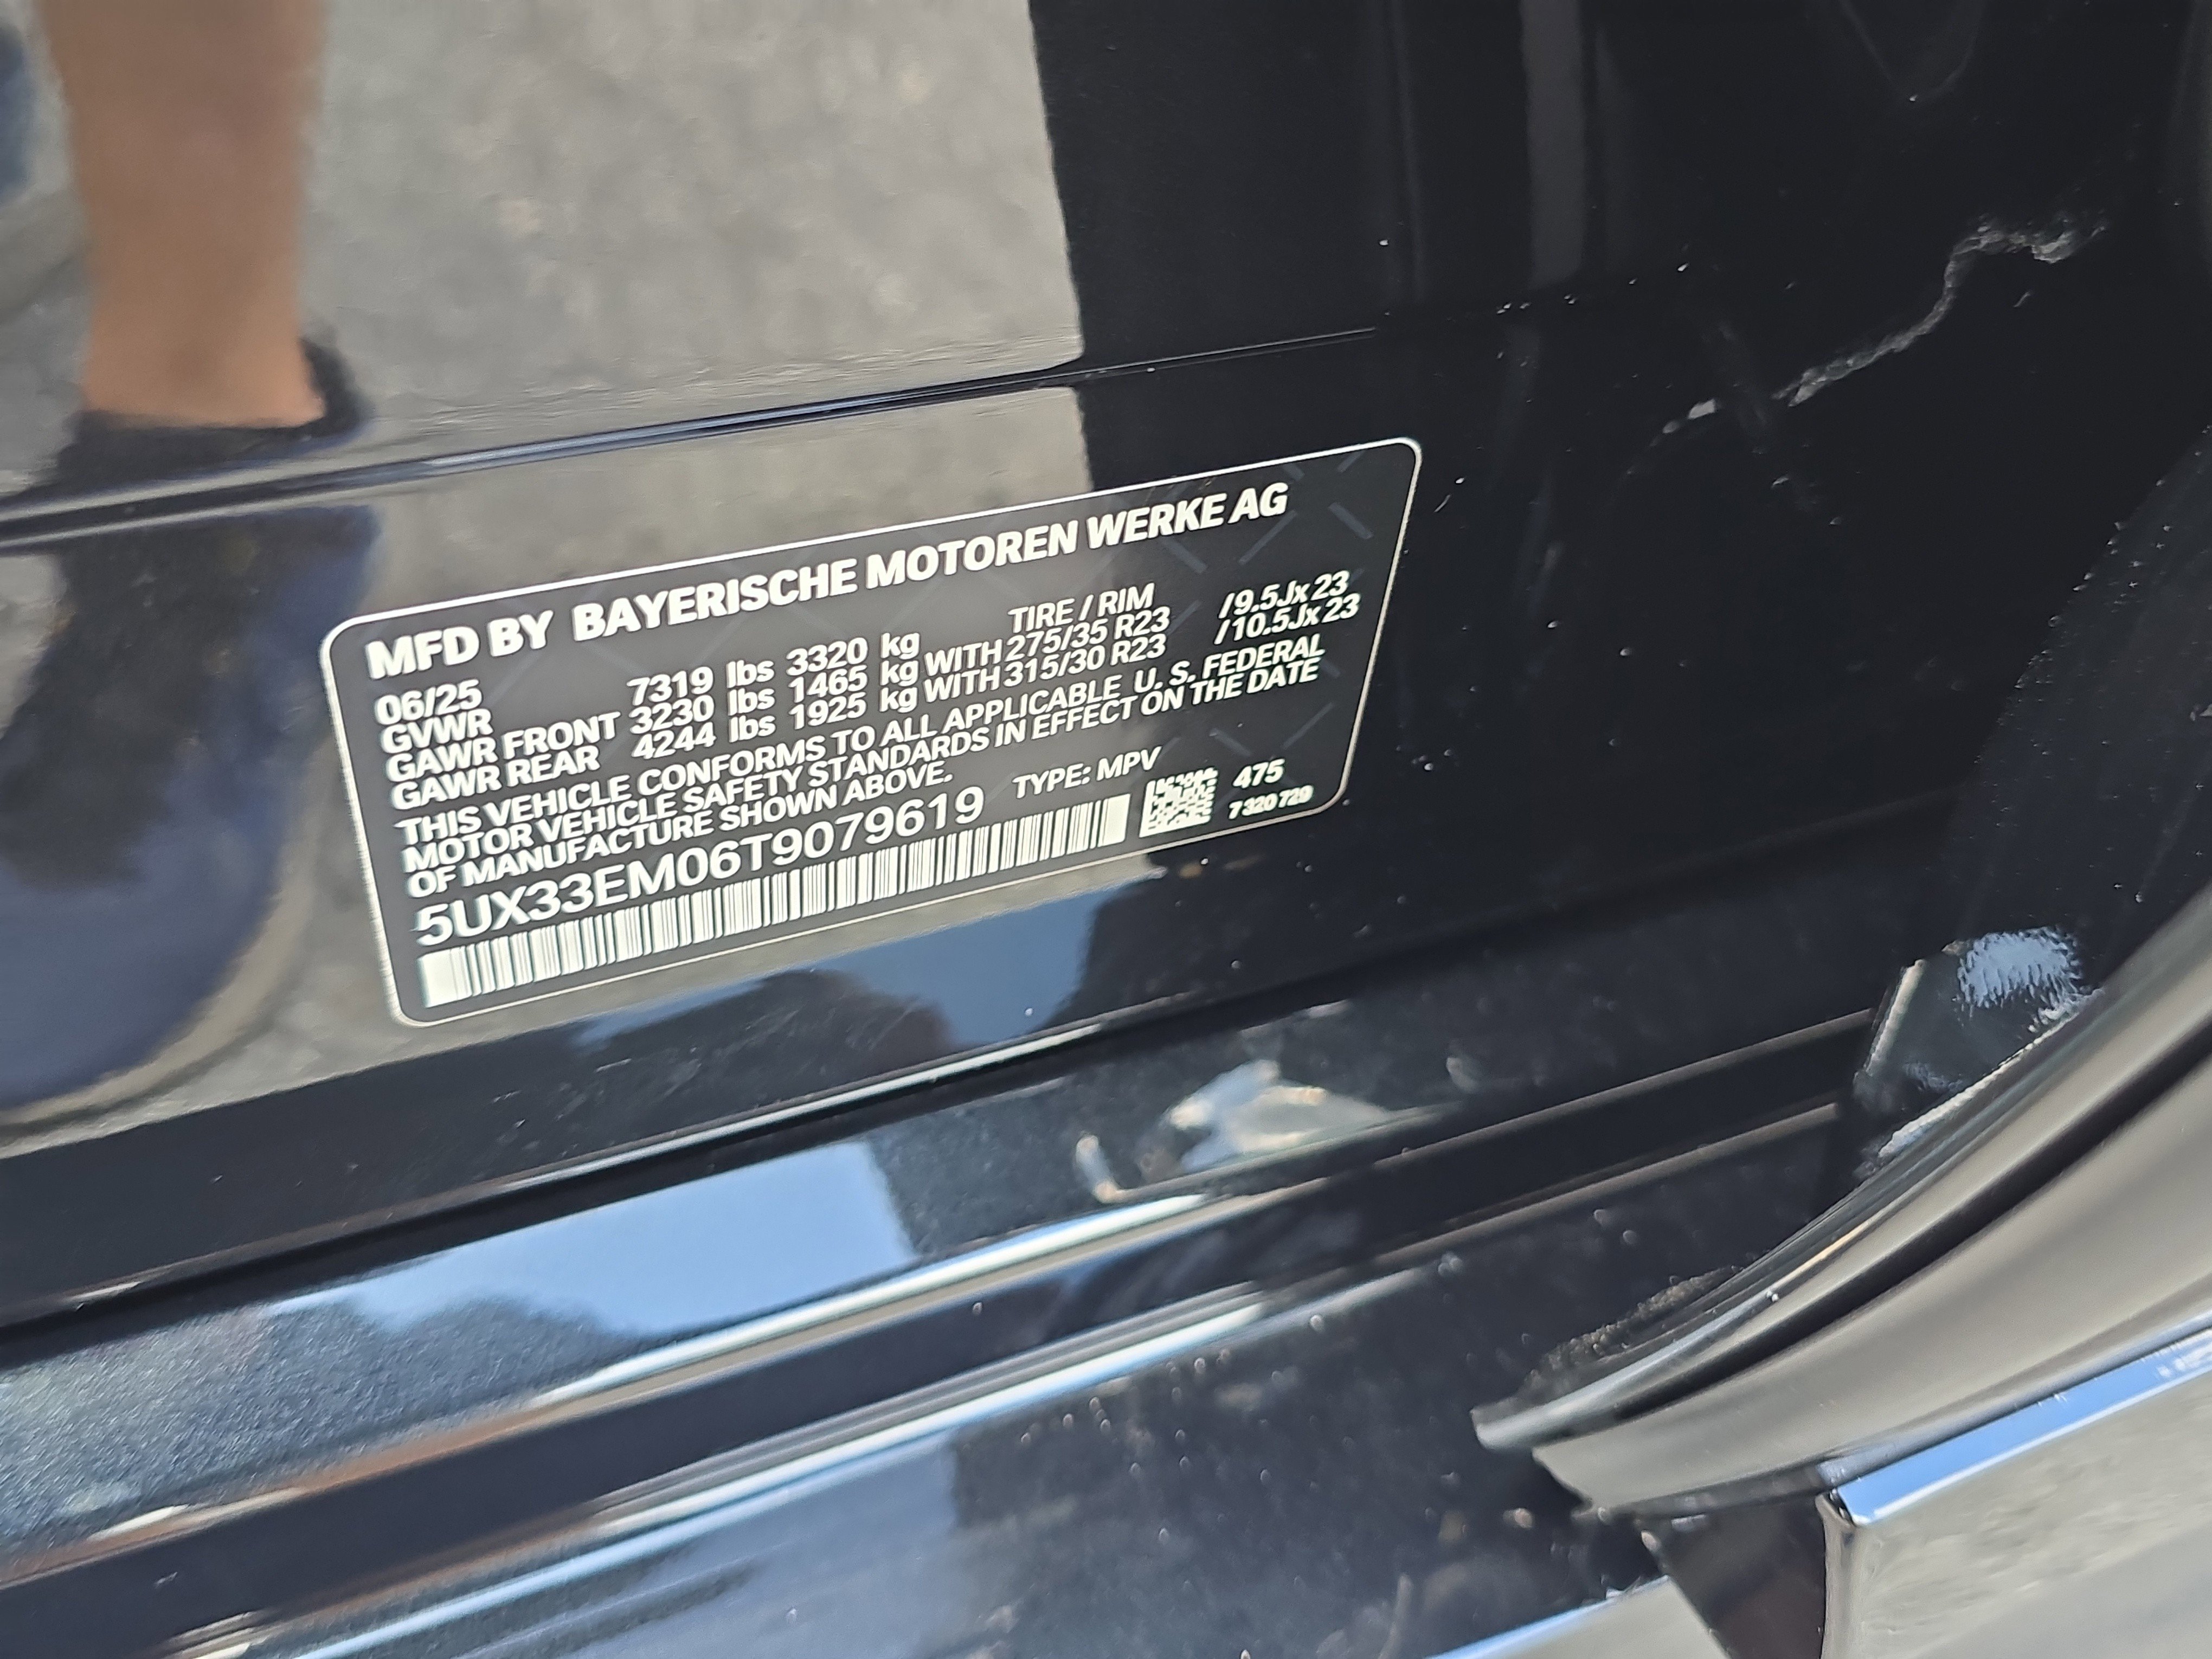 MFD BY BAYERISCHE MOTOREN WERKE AG
06/25 TIRE / RIM
GVWR 7319 lbs 3320 kg
GAWR FRONT 3230 lbs 1465 kg WITH 275/35 R23 /9.5Jx23
GAWR REAR 4244 lbs 1925 kg WITH 315/30 R23 /10.5Jx23
THIS VEHICLE CONFORMS TO ALL APPLICABLE U. S. FEDERAL
MOTOR VEHICLE SAFETY STANDARDS IN EFFECT ON THE DATE
OF MANUFACTURE SHOWN ABOVE.
5UX33EM06T9079619 TYPE: MPV
475
7 320 729